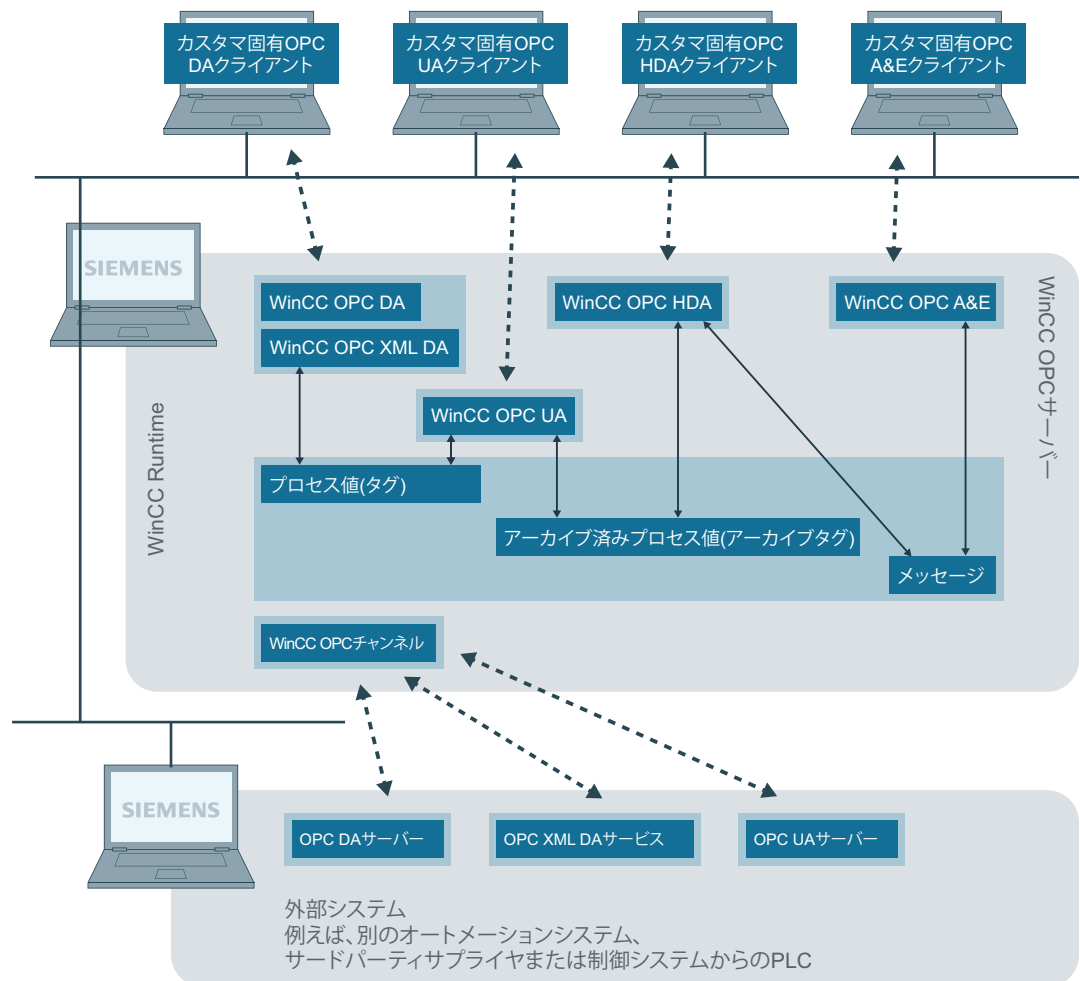 カスタマ固有OPC
DAクライアント
カスタマ固有OPC
UAクライアント
カスタマ固有OPC
HDAクライアント
カスタマ固有OPC
A&Eクライアント
SIEMENS
WinCC OPC DA
WinCC OPC XML DA
WinCC OPC HDA
WinCC OPC A&E
WinCC OPCサーバー
WinCC OPC UA
WinCC Runtime
プロセス値(タグ)
アーカイブ済みプロセス値(アーカイブタグ)
メッセージ
WinCC OPCチャンネル
SIEMENS
OPC DAサーバー
OPC XML DAサービス
OPC UAサーバー
外部システム
例えば、別のオートメーションシステム、
サードパーティサプライヤまたは制御システムからのPLC